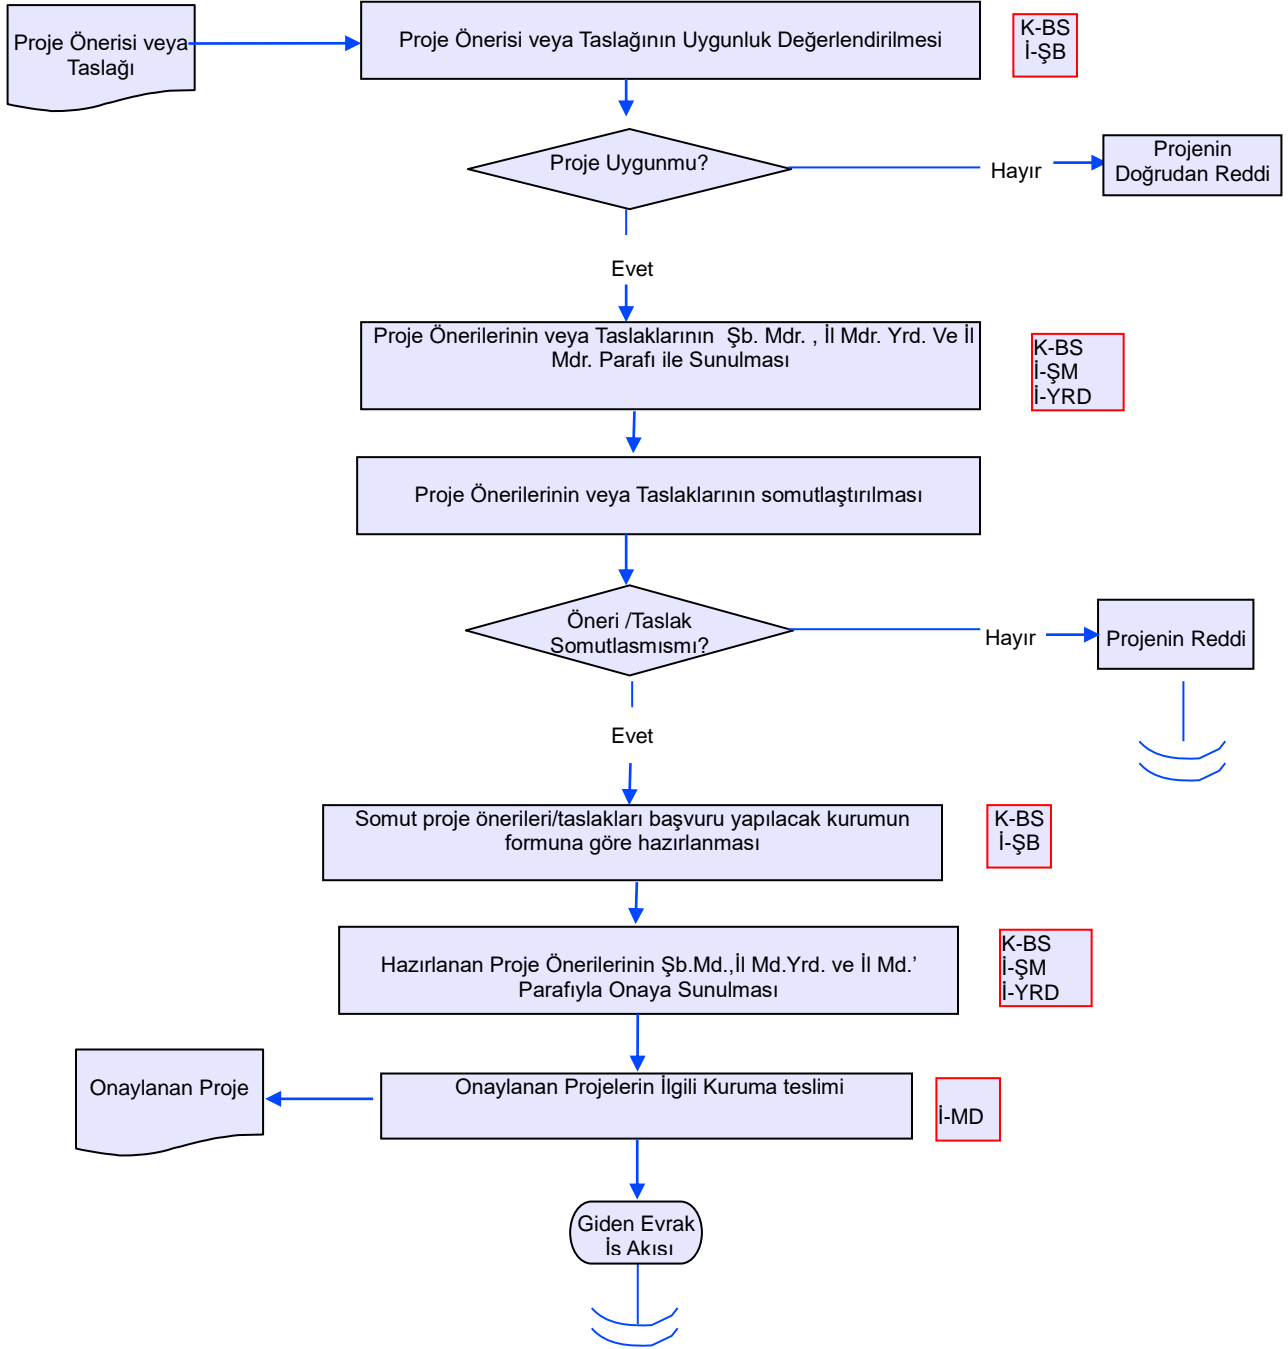 Proje Önerisi veya
Taslağı
Proje Önerisi veya Taslağının Uygunluk Değerlendirilmesi
K-BS
İ-ŞB
Proje Uygunmu?
Hayır
Projenin
Doğrudan Reddi
Evet
Proje Önerilerinin veya Taslaklarının Şb. Mdr. , İl Mdr. Yrd. Ve İl
Mdr. Parafı ile Sunulması
K-BS
İ-ŞM
İ-YRD
Proje Önerilerinin veya Taslaklarının somutlaştırılması
Öneri /Taslak
Somutlasmısmı?
Hayır
Projenin Reddi
Evet
Somut proje önerileri/taslakları başvuru yapılacak kurumun
formuna göre hazırlanması
K-BS
İ-ŞB
Hazırlanan Proje Önerilerinin Şb.Md.,İl Md.Yrd. ve İl Md.’
Parafıyla Onaya Sunulması
K-BS
İ-ŞM
İ-YRD
Onaylanan Proje
Onaylanan Projelerin İlgili Kuruma teslimi
İ-MD
Giden Evrak
İs Akısı